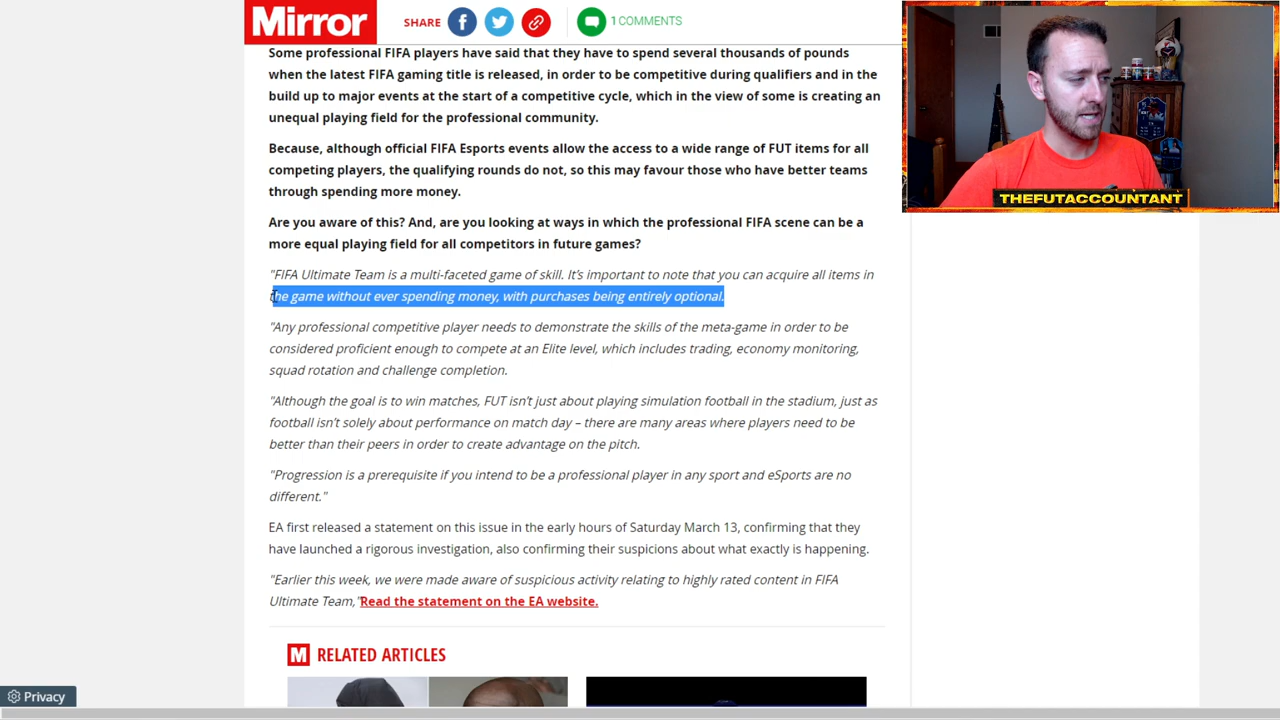 Mirror
SHARE
1 COMMENTS
Some professional FIFA players have said that they have to spend several thousands of pounds
when the latest FIFA gaming title is released, in order to be competitive during qualifiers and in the
build up to major events at the start of a competitive cycle, which in the view of some is creating an
unequal playing field for the professional community.
Because, although official FIFA Esports events allow the access to a wide range of FUT items for all
competing players, the qualifying rounds do not, so this may favour those who have better teams
through spending more money.
Are you aware of this? And, are you looking at ways in which the professional FIFA scene can be a
more equal playing field for all competitors in future games?
"FIFA Ultimate Team is a multi-faceted game of skill. It's important to note that you can acquire all items in
the game without ever spending money, with purchases being entirely optional.
"Any professional competitive player needs to demonstrate the skills of the meta-game in order to be
considered proficient enough to compete at an Elite level, which includes trading, economy monitoring,
squad rotation and challenge completion.
"Although the goal is to win matches, FUT isn't just about playing simulation football in the stadium, just as
football isn't solely about performance on match day – there are many areas where players need to be
better than their peers in order to create advantage on the pitch.
"Progression is a prerequisite if you intend to be a professional player in any sport and eSports are no
different."
EA first released a statement on this issue in the early hours of Saturday March 13, confirming that they
have launched a rigorous investigation, also confirming their suspicions about what exactly is happening.
"Earlier this week, we were made aware of suspicious activity relating to highly rated content in FIFA
Ultimate Team,"Read the statement on the EA website.
M RELATED ARTICLES
Privacy
THEFUTACCOUNTANT